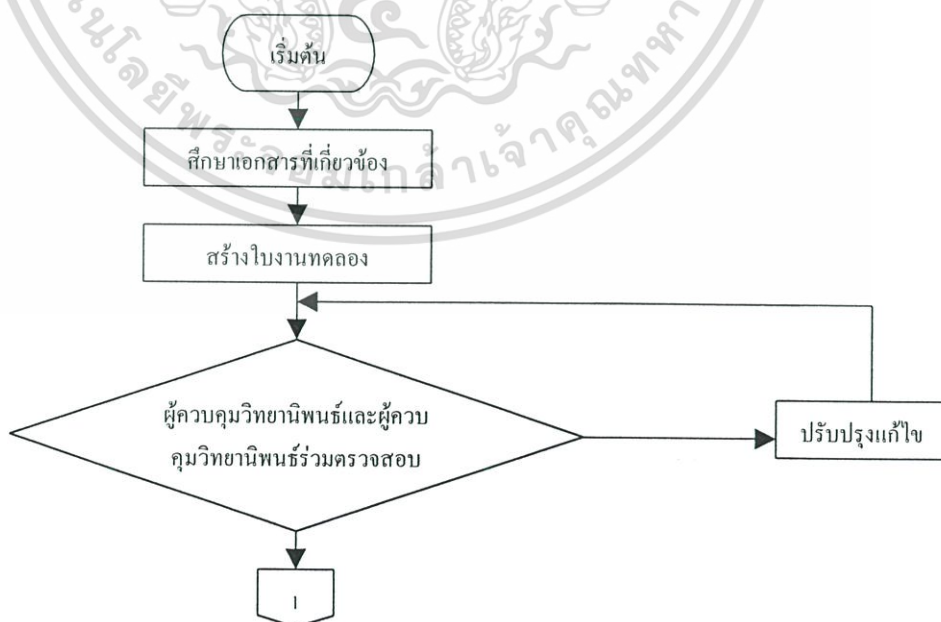 เริ่มต้น
ศึกษาเอกสารที่เกี่ยวข้อง
สร้างใบงานทดลอง
ผู้ควบคุมวิทยานิพนธ์และผู้ควบ
คุมวิทยานิพนธ์ร่วมตรวจสอบ
ปรับปรุงแก้ไข
1